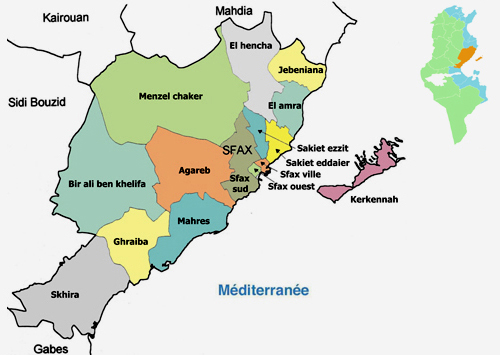 Mahdia
Kairouan
El hencha
Jebeniana
Sidi Bouzid
Menzel chaker
El amra
SFAX
Sakiet ezzit
Sakiet eddaier
Agareb
Sfax ville
Bir ali ben khelifa
Sfax
sud
Sfax ouest
Kerkennah
Mahres
Ghraiba
Skhira
Méditerranée
Gabes